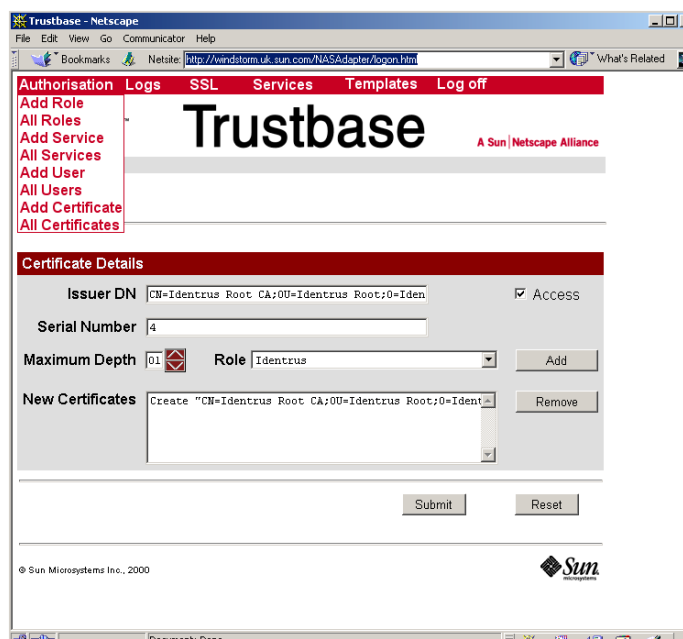 Trustbase - Netscape
File Edit View Go Communicator Help
Bookmarks Netsite: http://windstorm.uk.sun.com/NASAdapter/logon.htm What's Related
Authorisation Logs SSL Services Templates Log off
Add Role
All Roles
Add Service
All Services
Add User
All Users
Add Certificate
All Certificates
™
Trustbase
A Sun|Netscape Alliance
Certificate Details
Issuer DN CN=Identrus Root CA;OU=Identrus Root;O=Iden Access
Serial Number 4
Maximum Depth 01 Role Identrus Add
New Certificates Create "CN=Identrus Root CA;OU=Identrus Root;O=Ident Remove
Submit Reset
© Sun Microsystems Inc., 2000
Sun
microsystems
Document: Done